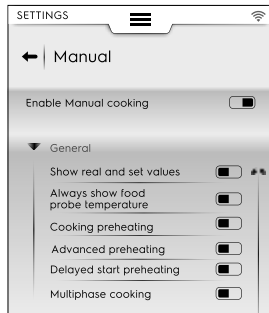 SETTINGS
Manual
Enable Manual cooking
General
Show real and set values
Always show food
probe temperature
Cooking preheating
Advanced preheating
Delayed start preheating
Multiphase cooking